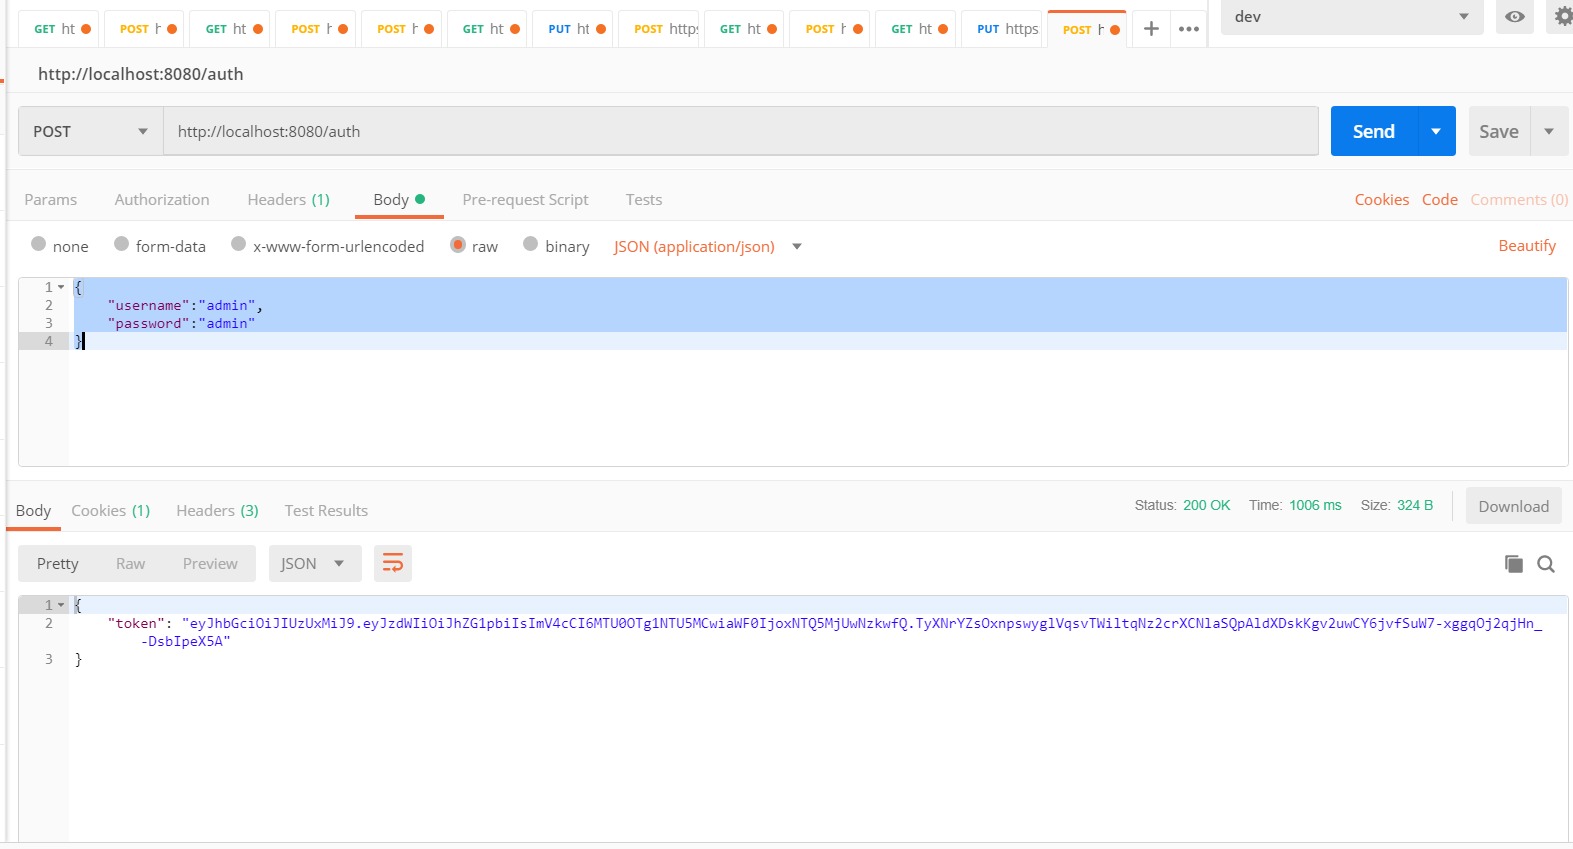 GET ht POST h GET ht POST h POST h GET ht PUT ht POST https GET ht POST h GET ht PUT https POST h + ••• dev
http://localhost:8080/auth
POST http://localhost:8080/auth Send Save
Params Authorization Headers (1) Body Pre-request Script Tests Cookies Code Comments (0)
none form-data x-www-form-urlencoded raw binary JSON (application/json) Beautify
1 {
2 "username":"admin",
3 "password":"admin"
4 }
Body Cookies (1) Headers (3) Test Results Status: 200 OK Time: 1006 ms Size: 324 B Download
Pretty Raw Preview JSON
1 {
2 "token": "eyJhbGciOiJIUzUxMiJ9.eyJzdWIiOiJhZG1pbiIsImV4cCI6MTU0OTg1NTU5MCwiaWF0IjoxNTQ5MjUwNzkwfQ.TyXNrYZsOxnpswyglVqsvTWiltqNz2crXCNlaSQpAldXDskKgv2uwCY6jvfSuW7-xggqOj2qjHn_
-DsbIpeX5A"
3 }